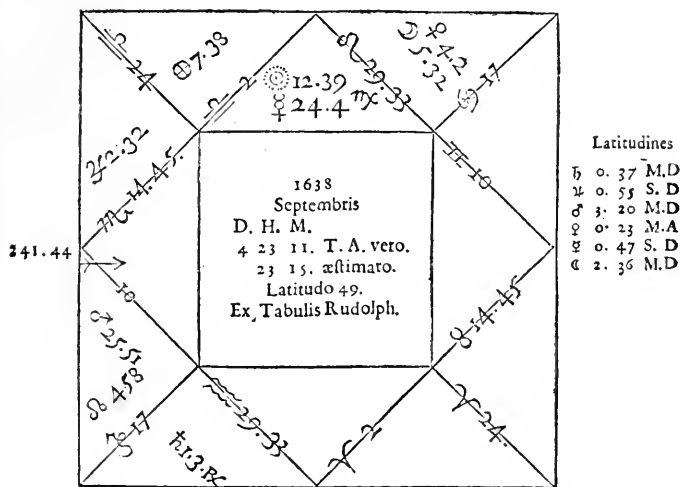 ♎ 24
⊕ 7.38
♎ 2
☉ 12.39
☿ 24.4 ♍
♌ 29.33
♀ 4.2
☽ 5.32
♋ 17
♃ 2.32
♏ 14.45.
♊ 10
241.44
♐ 10
1638
Septembris
D. H. M.
4 23 11. T. A. vero.
23 15. æstimato.
Latitudo 49.
Ex Tabulis Rudolph.
♂ 25.51
☊ 4 58
♑ 17
♄ 1.3.℞
♒ 29.33
♈ 2
♈ 24.
♉ 14.45
Latitudines
♄ 0. 37 M.D
♃ 0. 55 S. D
♂ 3. 20 M.D
♀ 0. 23 M.A
☿ 0. 47 S. D
☾ 2. 36 M.D